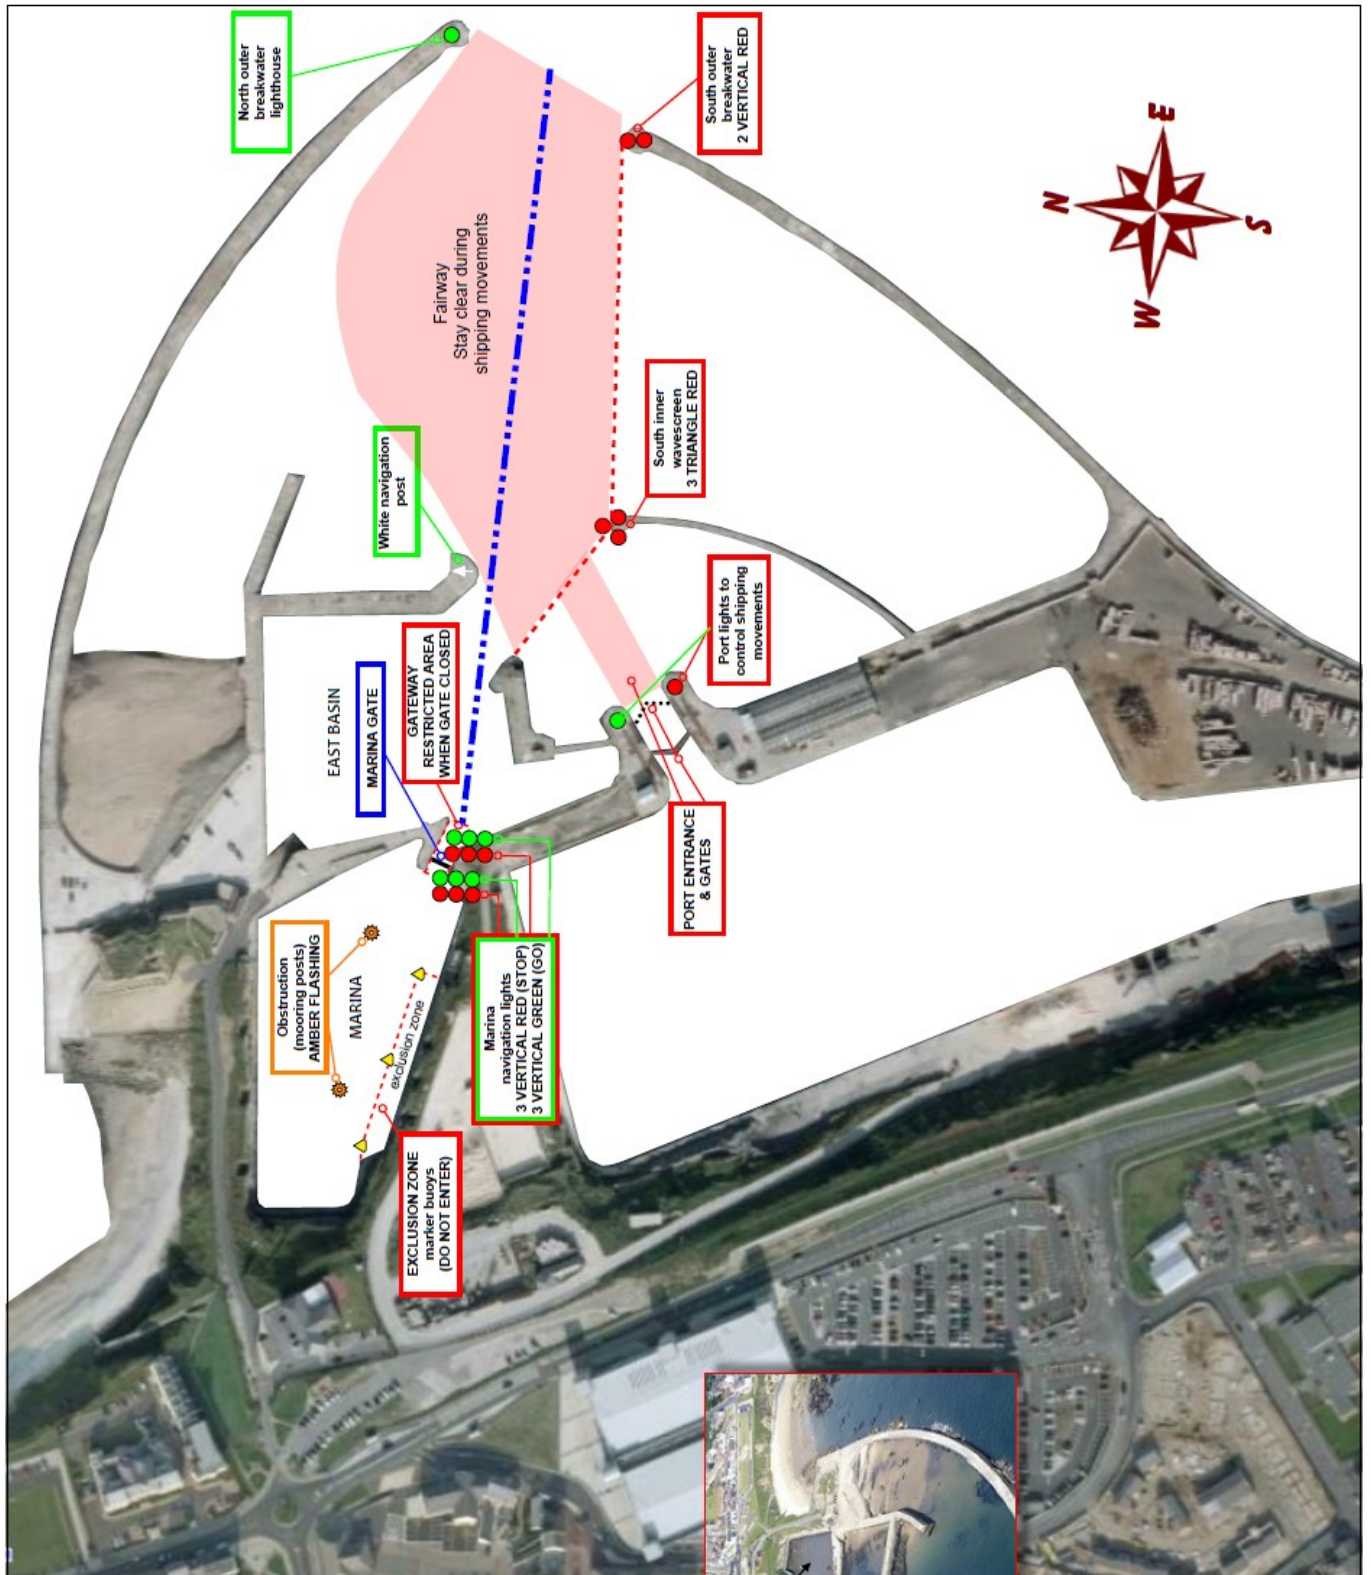 North outer
breakwater
lighthouse
South outer
breakwater
2 VERTICAL RED
N
E
S
W
Fairway
Stay clear during
shipping movements
White navigation
post
South inner
wavescreen
3 TRIANGLE RED
Port lights to
control shipping
movements
EAST BASIN
MARINA GATE
GATEWAY
RESTRICTED AREA
WHEN GATE CLOSED
PORT ENTRANCE
& GATES
Obstruction
(mooring posts)
AMBER FLASHING
MARINA
exclusion zone
Marina
navigation lights
3 VERTICAL RED (STOP)
3 VERTICAL GREEN (GO)
EXCLUSION ZONE
marker buoys
(DO NOT ENTER)